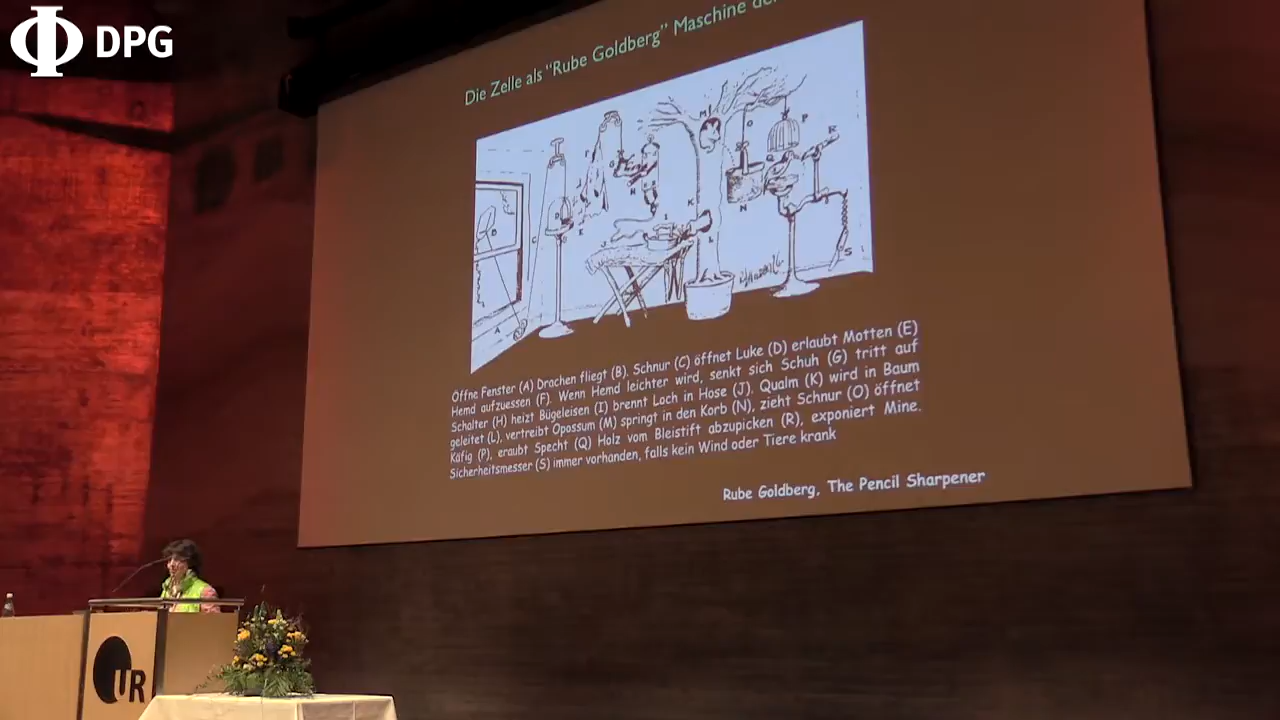 DPG
Die Zelle als "Rube Goldberg" Maschine der
Öffne Fenster (A) Drachen fliegt (B). Schnur (C) öffnet Luke (D) erlaubt Motten (E)
Hemd aufzuessen (F). Wenn Hemd leichter wird, senkt sich Schuh (G) tritt auf
Schalter (H) heizt Bügeleisen (I) brennt Loch in Hose (J). Qualm (K) wird in Baum
geleitet (L), vertreibt Opossum (M) springt in den Korb (N), zieht Schnur (O) öffnet
Käfig (P), eraubt Specht (Q) Holz vom Bleistift abzupicken (R), exponiert Mine.
Sicherheitsmesser (S) immer vorhanden, falls kein Wind oder Tiere krank
Rube Goldberg, The Pencil Sharpener
UR